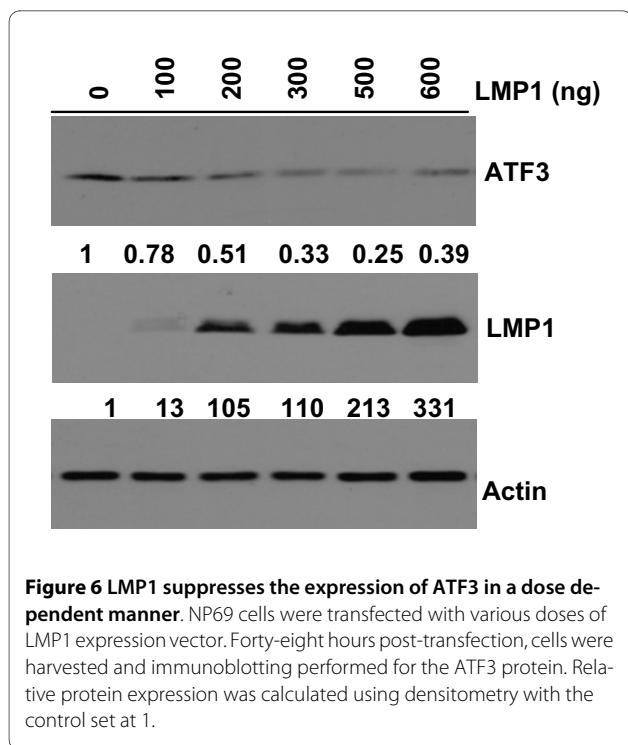 0 100 200 300 500 600 LMP1 (ng)
ATF3
1 0.78 0.51 0.33 0.25 0.39
LMP1
1 13 105 110 213 331
Actin
Figure 6 LMP1 suppresses the expression of ATF3 in a dose de-
pendent manner. NP69 cells were transfected with various doses of
LMP1 expression vector. Forty-eight hours post-transfection, cells were
harvested and immunoblotting performed for the ATF3 protein. Rela-
tive protein expression was calculated using densitometry with the
control set at 1.